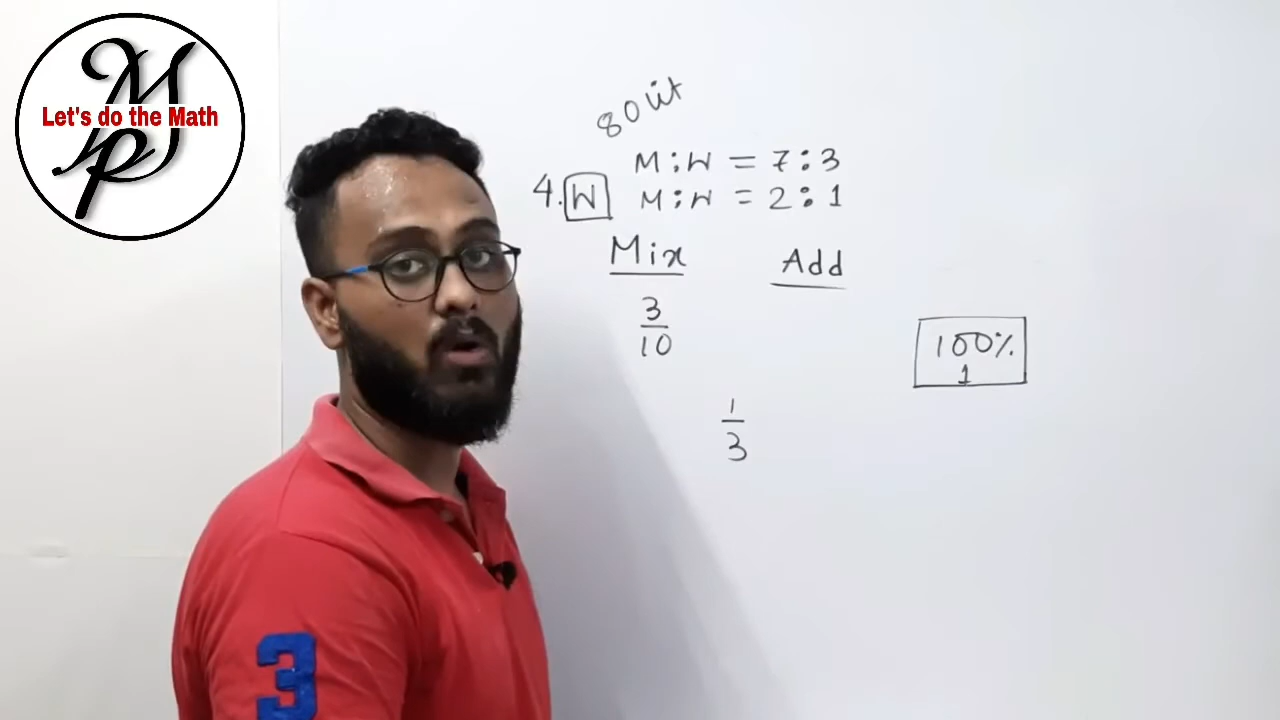 Let's do the Math
80 lit
M : W = 7 : 3
4. W M : W = 2 : 1
Mix Add
3
10
100%
1
1
3
3